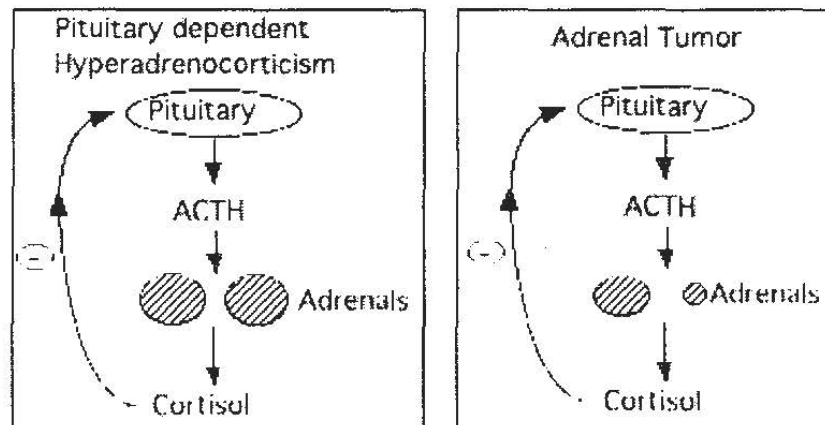 Pituitary dependent
Hyperadrenocorticism
Pituitary
ACTH
(-)
Adrenals
Cortisol
Adrenal Tumor
Pituitary
ACTH
(-)
Adrenals
Cortisol